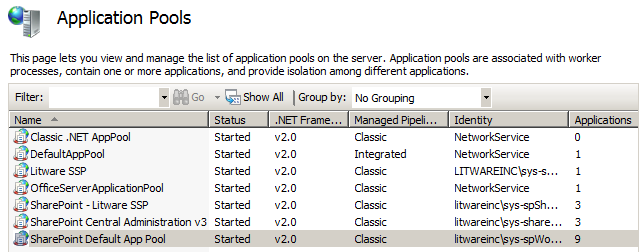 Application Pools
This page lets you view and manage the list of application pools on the server. Application pools are associated with worker
processes, contain one or more applications, and provide isolation among different applications.
Filter: Go Show All Group by: No Grouping
Name Status .NET Frame... Managed Pipeli... Identity Applications
Classic .NET AppPool Started v2.0 Classic NetworkService 0
DefaultAppPool Started v2.0 Integrated NetworkService 1
Litware SSP Started v2.0 Classic LITWAREINC\sys-s... 1
OfficeServerApplicationPool Started v2.0 Classic NetworkService 1
SharePoint - Litware SSP Started v2.0 Classic litwareinc\sys-spSh... 3
SharePoint Central Administration v3 Started v2.0 Classic litwareinc\sys-share... 3
SharePoint Default App Pool Started v2.0 Classic litwareinc\sys-spWo... 9